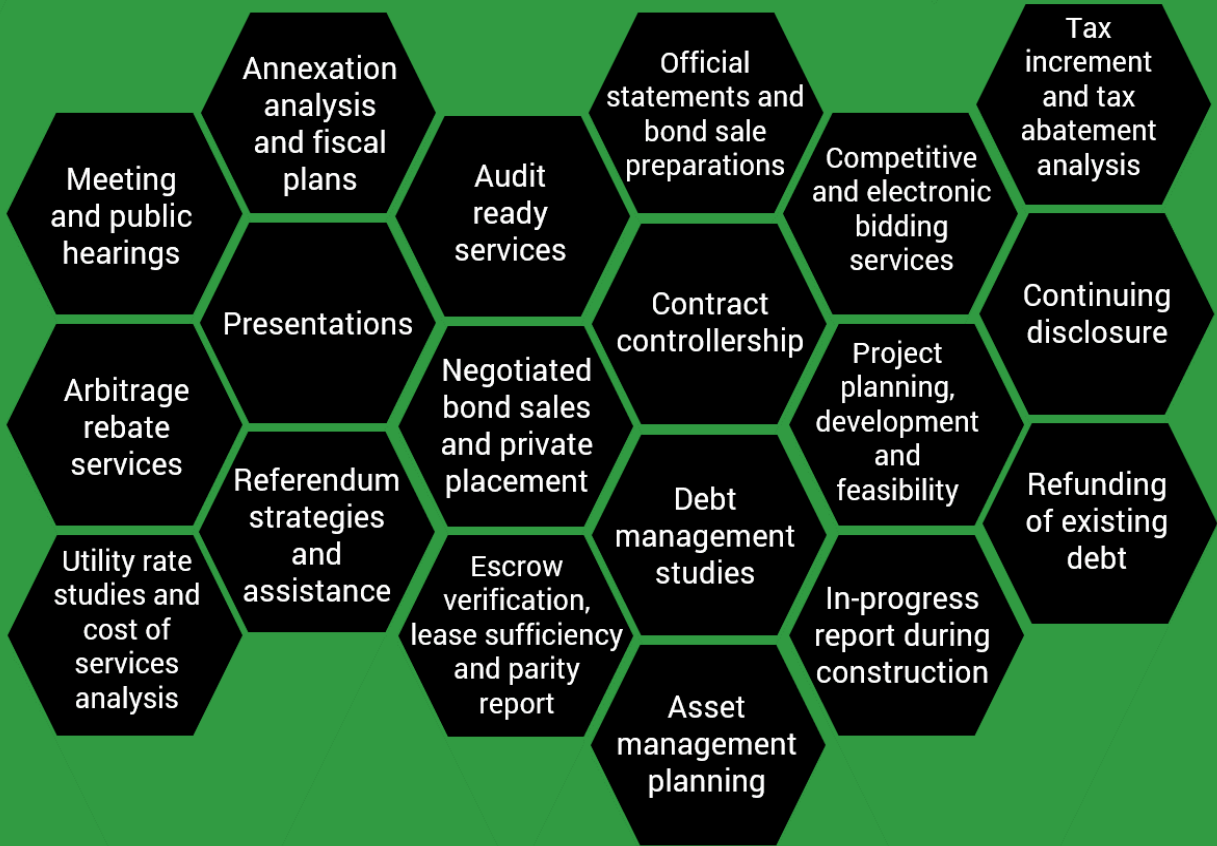 Meeting
and public
hearings
Arbitrage
rebate
services
Utility rate
studies and
cost of
services
analysis
Annexation
analysis
and fiscal
plans
Presentations
Referendum
strategies
and
assistance
Audit
ready
services
Negotiated
bond sales
and private
placement
Escrow
verification,
lease sufficiency
and parity
report
Official
statements and
bond sale
preparations
Contract
controllership
Debt
management
studies
Asset
management
planning
Competitive
and electronic
bidding
services
Project
planning,
development
and
feasibility
In-progress
report during
construction
Tax
increment
and tax
abatement
analysis
Continuing
disclosure
Refunding
of existing
debt